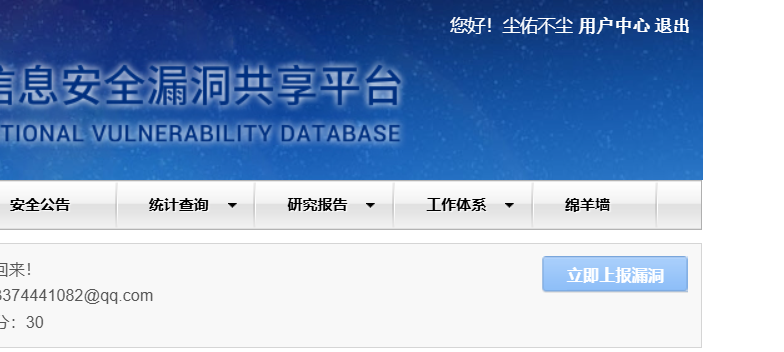 您好！尘佑不尘 用户中心 退出
信息安全漏洞共享平台
TIONAL VULNERABILITY DATABASE
安全公告 统计查询 研究报告 工作体系 绵羊墙
回来！
立即上报漏洞
3374441082@qq.com
分：30